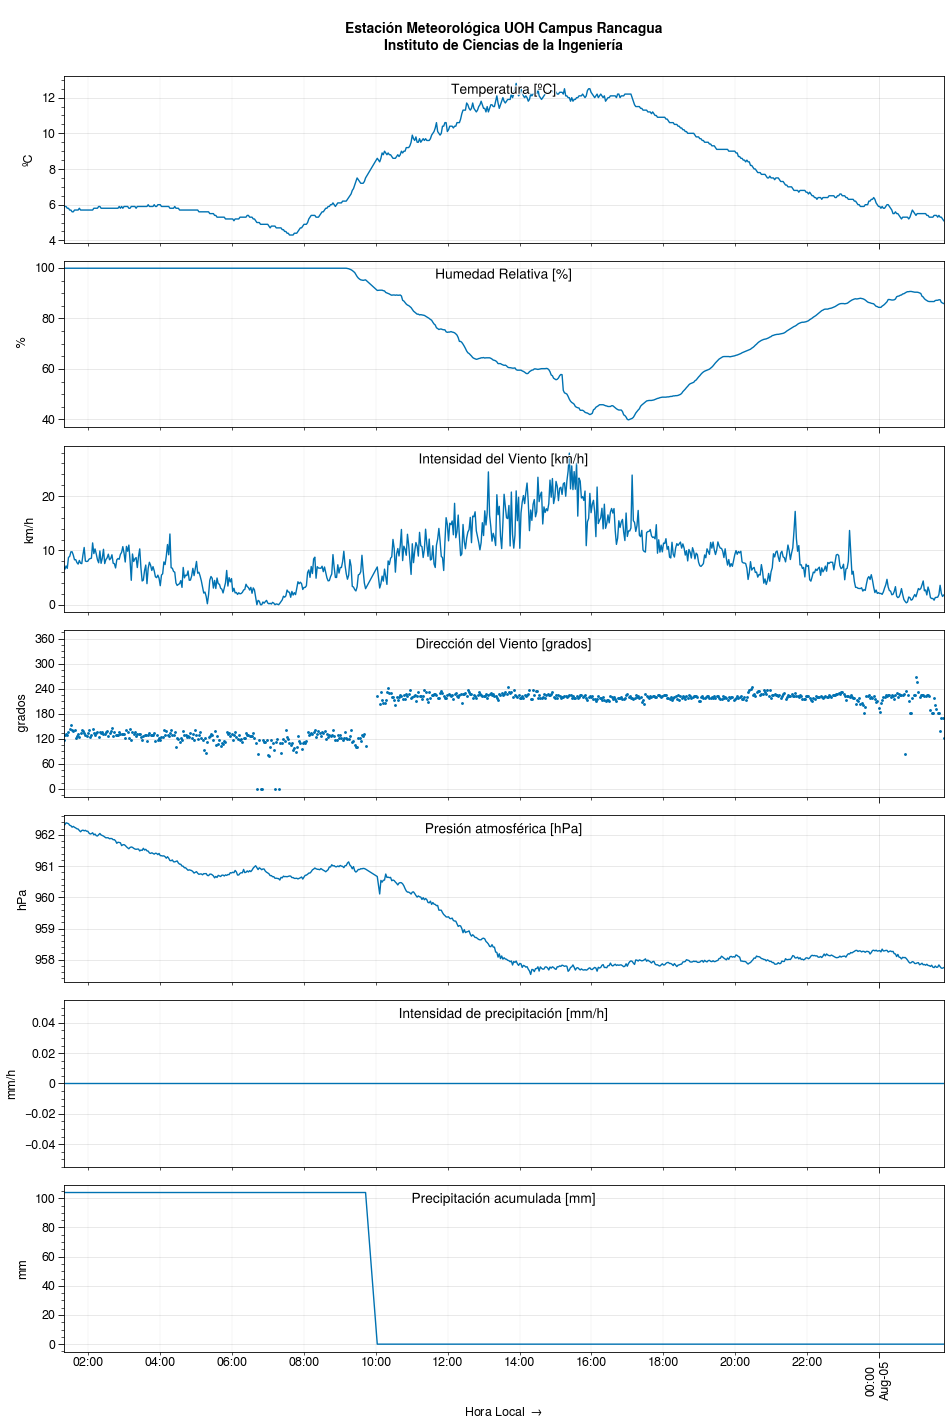 Estación Meteorológica UOH Campus Rancagua
Instituto de Ciencias de la Ingeniería
Temperatura [ºC]
12
10
8
6
4
ºC
Humedad Relativa [%]
100
80
60
40
%
Intensidad del Viento [km/h]
20
10
0
km/h
Dirección del Viento [grados]
360
300
240
180
120
60
0
grados
Presión atmosférica [hPa]
962
961
960
959
958
hPa
Intensidad de precipitación [mm/h]
0.04
0.02
0
−0.02
−0.04
mm/h
Precipitación acumulada [mm]
100
80
60
40
20
0
mm
02:00 04:00 06:00 08:00 10:00 12:00 14:00 16:00 18:00 20:00 22:00 00:00
Aug-05
Hora Local →